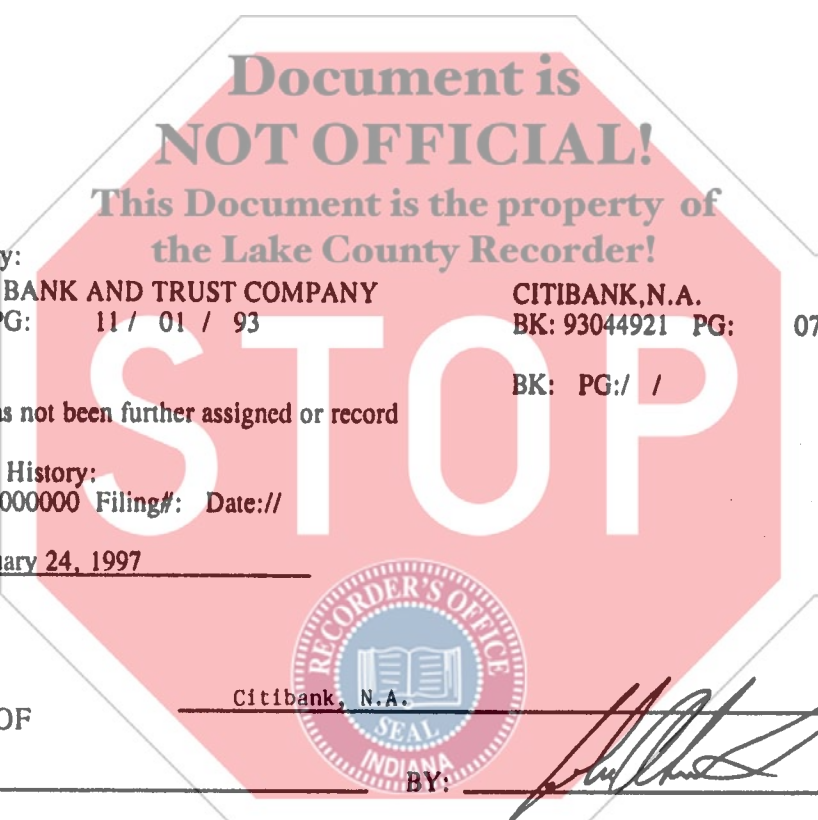 Document is
NOT OFFICIAL!
This Document is the property of
the Lake County Recorder!
y:
BANK AND TRUST COMPANY CITIBANK,N.A.
PG: 11 / 01 / 93 BK: 93044921 PG: 07
BK: PG:/ /
as not been further assigned or record
History:
000000 Filing#: Date://
uary 24, 1997
STOP
RECORDER'S OFFICE
SEAL
INDIANA
Citibank, N.A.
OF
BY: